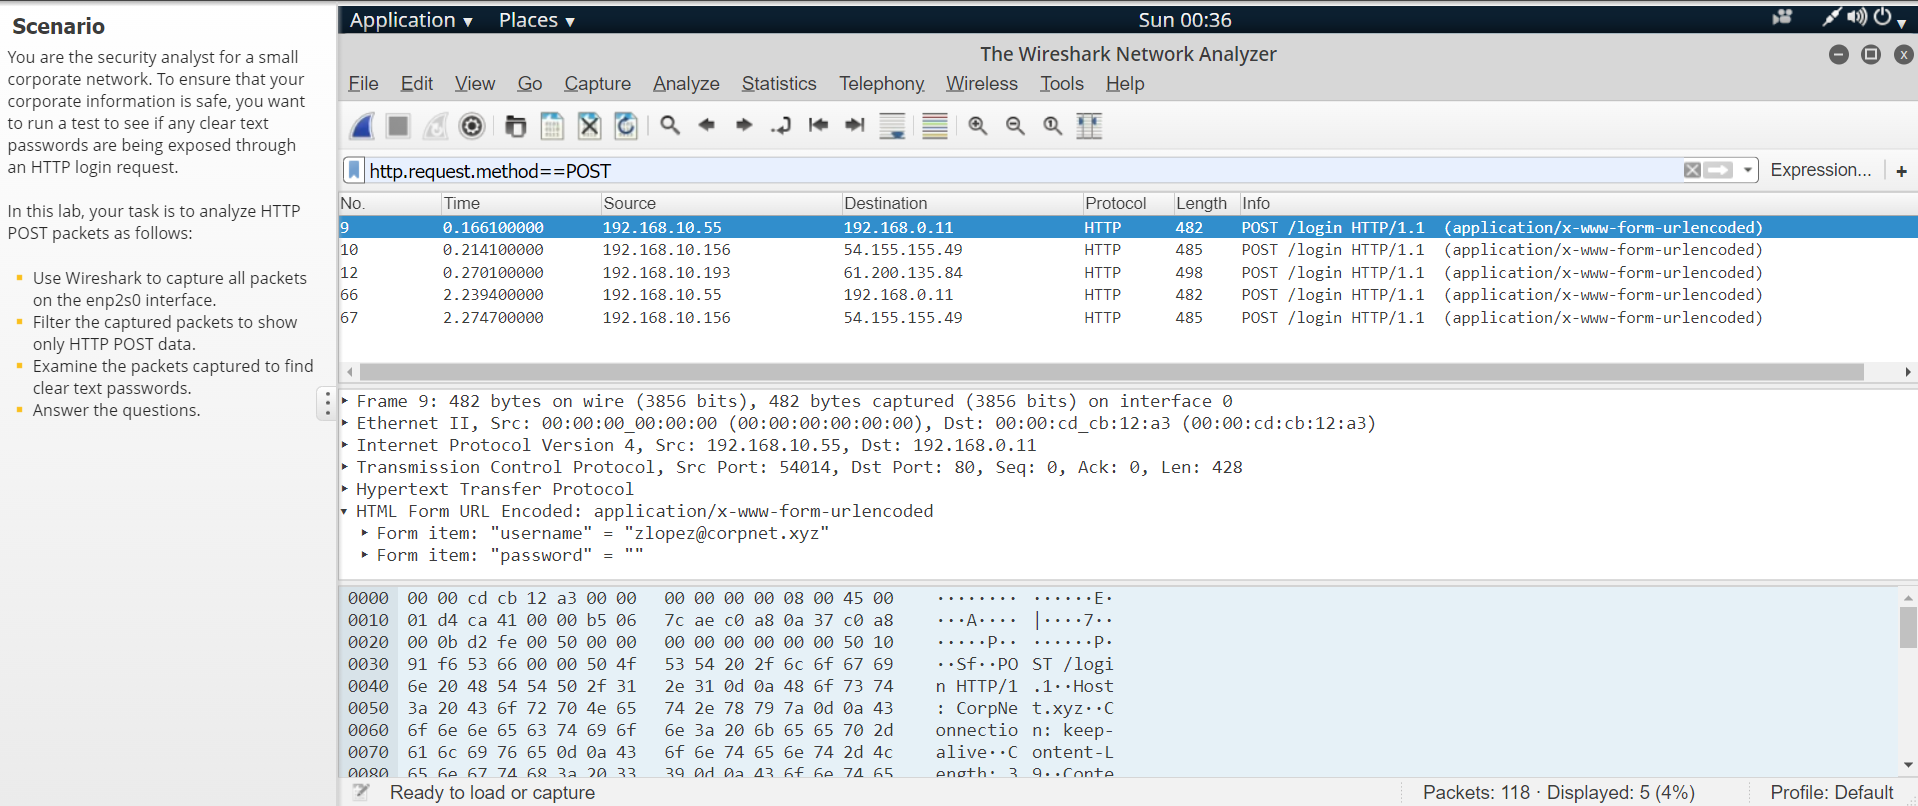 Scenario
You are the security analyst for a small
corporate network. To ensure that your
corporate information is safe, you want
to run a test to see if any clear text
passwords are being exposed through
an HTTP login request.
In this lab, your task is to analyze HTTP
POST packets as follows:
Use Wireshark to capture all packets
on the enp2s0 interface.
Filter the captured packets to show
only HTTP POST data.
Examine the packets captured to find
clear text passwords.
Answer the questions.
Application ▾ Places ▾ Sun 00:36
The Wireshark Network Analyzer
File Edit View Go Capture Analyze Statistics Telephony Wireless Tools Help
http.request.method==POST Expression... +
No. Time Source Destination Protocol Length Info
9 0.166100000 192.168.10.55 192.168.0.11 HTTP 482 POST /login HTTP/1.1 (application/x-www-form-urlencoded)
10 0.214100000 192.168.10.156 54.155.155.49 HTTP 485 POST /login HTTP/1.1 (application/x-www-form-urlencoded)
12 0.270100000 192.168.10.193 61.200.135.84 HTTP 498 POST /login HTTP/1.1 (application/x-www-form-urlencoded)
66 2.239400000 192.168.10.55 192.168.0.11 HTTP 482 POST /login HTTP/1.1 (application/x-www-form-urlencoded)
67 2.274700000 192.168.10.156 54.155.155.49 HTTP 485 POST /login HTTP/1.1 (application/x-www-form-urlencoded)
Frame 9: 482 bytes on wire (3856 bits), 482 bytes captured (3856 bits) on interface 0
Ethernet II, Src: 00:00:00_00:00:00 (00:00:00:00:00:00), Dst: 00:00:cd_cb:12:a3 (00:00:cd:cb:12:a3)
Internet Protocol Version 4, Src: 192.168.10.55, Dst: 192.168.0.11
Transmission Control Protocol, Src Port: 54014, Dst Port: 80, Seq: 0, Ack: 0, Len: 428
Hypertext Transfer Protocol
HTML Form URL Encoded: application/x-www-form-urlencoded
Form item: "username" = "zlopez@corpnet.xyz"
Form item: "password" = ""
0000 00 00 cd cb 12 a3 00 00 00 00 00 00 08 00 45 00 ········ ······E·
0010 01 d4 ca 41 00 00 b5 06 7c ae c0 a8 0a 37 c0 a8 ···A···· |····7··
0020 00 0b d2 fe 00 50 00 00 00 00 00 00 00 00 50 10 ·····P·· ······P·
0030 91 f6 53 66 00 00 50 4f 53 54 20 2f 6c 6f 67 69 ··Sf··PO ST /logi
0040 6e 20 48 54 54 50 2f 31 2e 31 0d 0a 48 6f 73 74 n HTTP/1 .1··Host
0050 3a 20 43 6f 72 70 4e 65 74 2e 78 79 7a 0d 0a 43 : CorpNe t.xyz··C
0060 6f 6e 6e 65 63 74 69 6f 6e 3a 20 6b 65 65 70 2d onnectio n: keep-
0070 61 6c 69 76 65 0d 0a 43 6f 6e 74 65 6e 74 2d 4c alive··C ontent-L
0080 65 6e 67 74 68 3a 20 33 39 0d 0a 43 6f 6e 74 65 ength: 3 9··Conte
Ready to load or capture Packets: 118 · Displayed: 5 (4%) Profile: Default